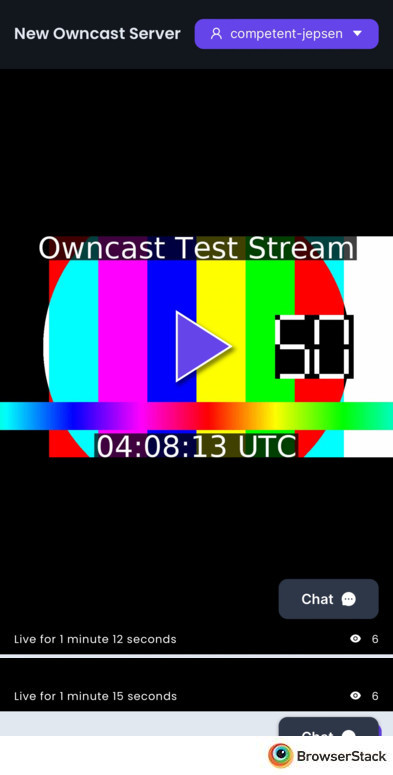 New Owncast Server
competent-jepsen
Owncast Test Stream
50
04:08:13 UTC
Chat
Live for 1 minute 12 seconds 6
Live for 1 minute 15 seconds 6
Chat
BrowserStack